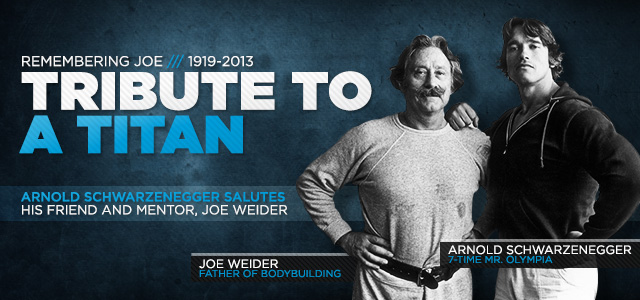 REMEMBERING JOE /// 1919-2013
TRIBUTE TO
A TITAN
ARNOLD SCHWARZENEGGER SALUTES
HIS FRIEND AND MENTOR, JOE WEIDER
JOE WEIDER
FATHER OF BODYBUILDING
ARNOLD SCHWARZENEGGER
7-TIME MR. OLYMPIA